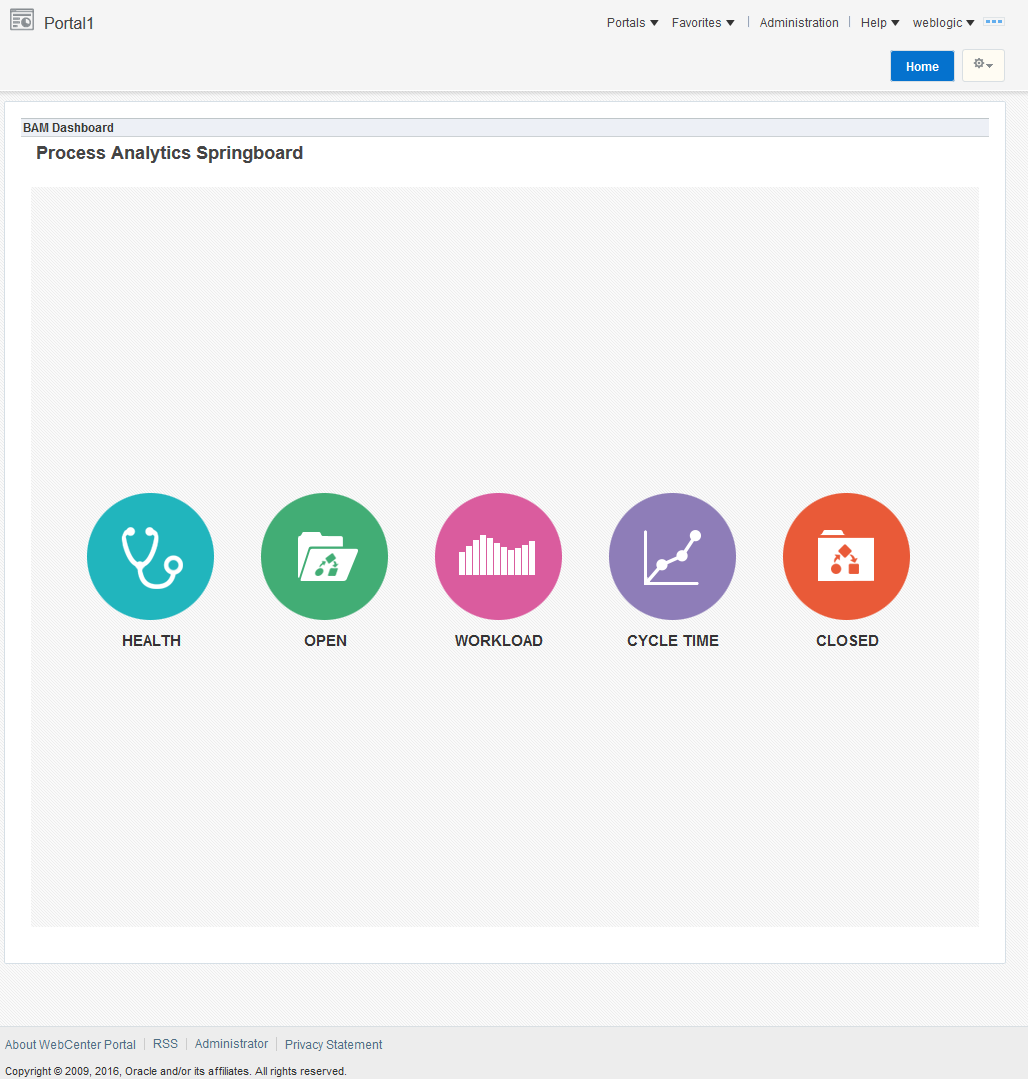 Portal1
Portals Favorites Administration Help weblogic
Home
BAM Dashboard
Process Analytics Springboard
HEALTH OPEN WORKLOAD CYCLE TIME CLOSED
About WebCenter Portal RSS Administrator Privacy Statement
Copyright © 2009, 2016, Oracle and/or its affiliates. All rights reserved.